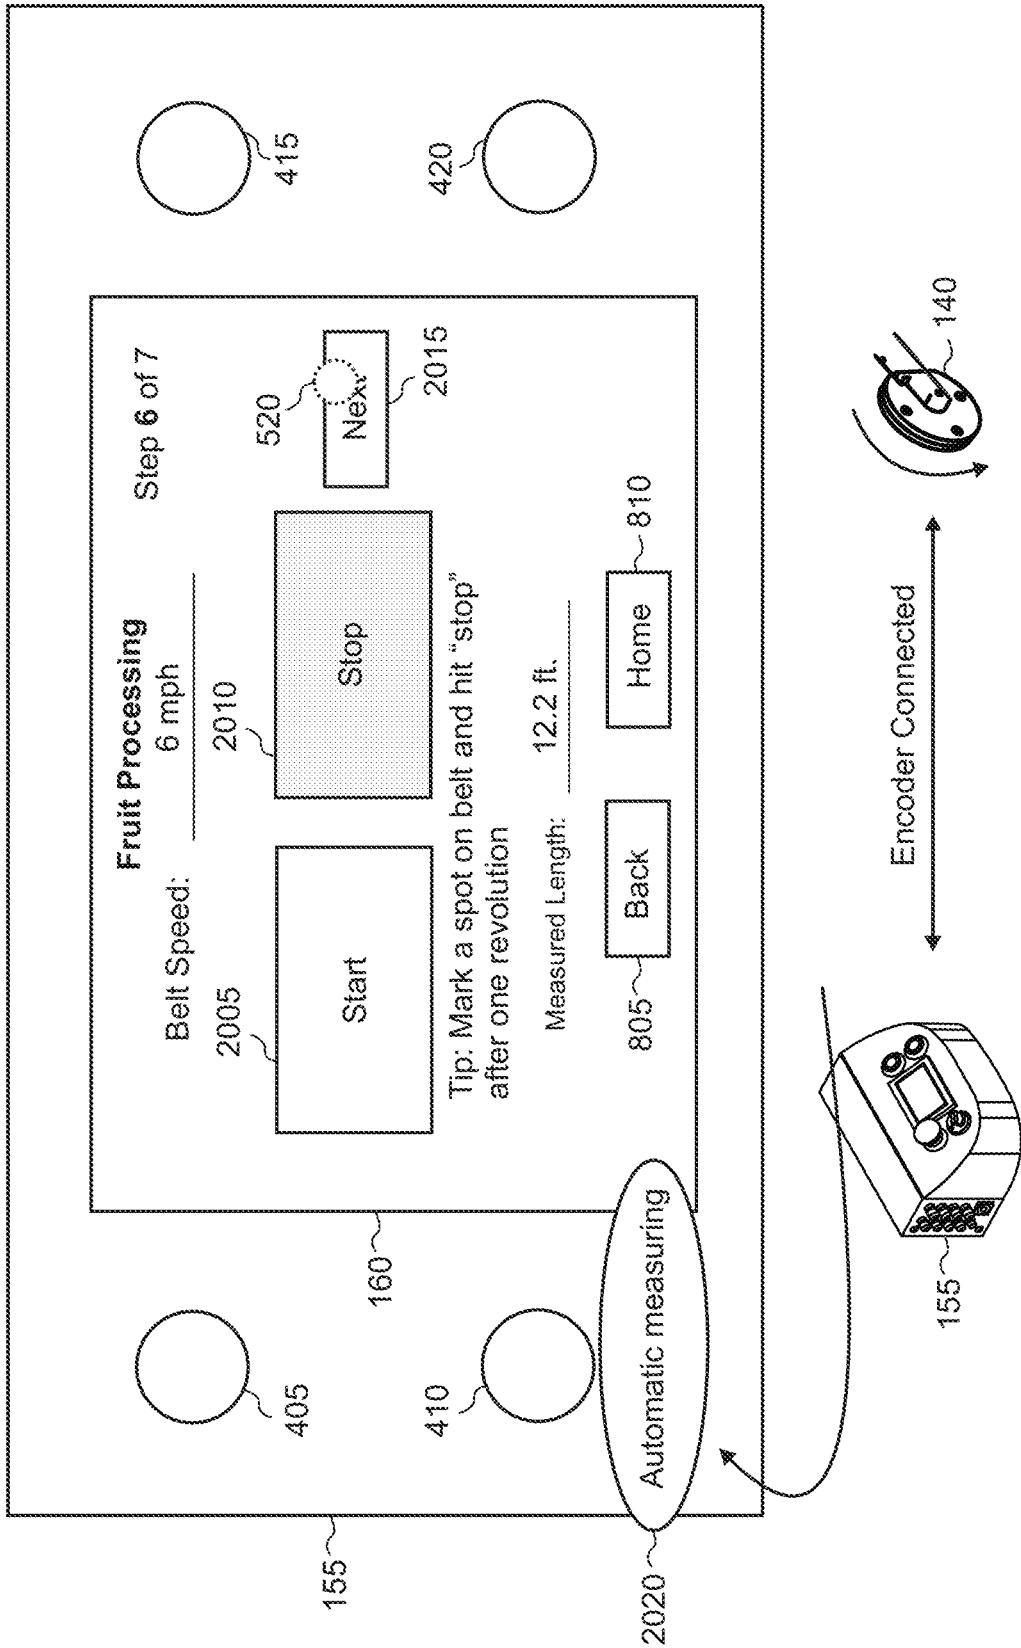 Fruit Processing
Step 6 of 7
Belt Speed: 6 mph
2005
2010
520
Start
Stop
Next
2015
Tip: Mark a spot on belt and hit “stop”
after one revolution
Measured Length: 12.2 ft.
805
Back
Home
810
160
405
410
415
420
Automatic measuring
155
2020
Encoder Connected
155
140